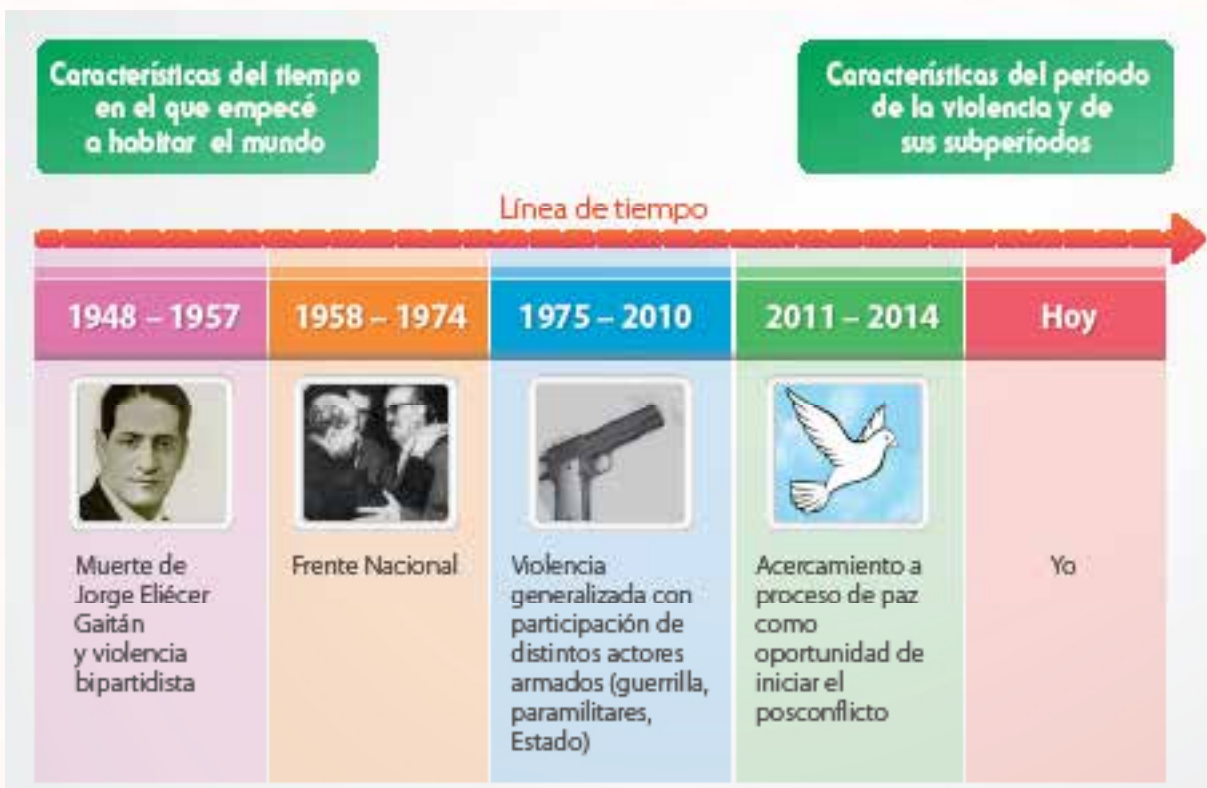 Características del tiempo
en el que empecé
a habitar el mundo
Características del período
de la violencia y de
sus subperíodos
Línea de tiempo
1948 – 1957
1958 – 1974
1975 – 2010
2011 – 2014
Hoy
Muerte de
Jorge Eliécer
Gaitán
y violencia
bipartidista
Frente Nacional
Violencia
generalizada con
participación de
distintos actores
armados (guerrilla,
paramilitares,
Estado)
Acercamiento a
proceso de paz
como
oportunidad de
iniciar el
posconflicto
Yo